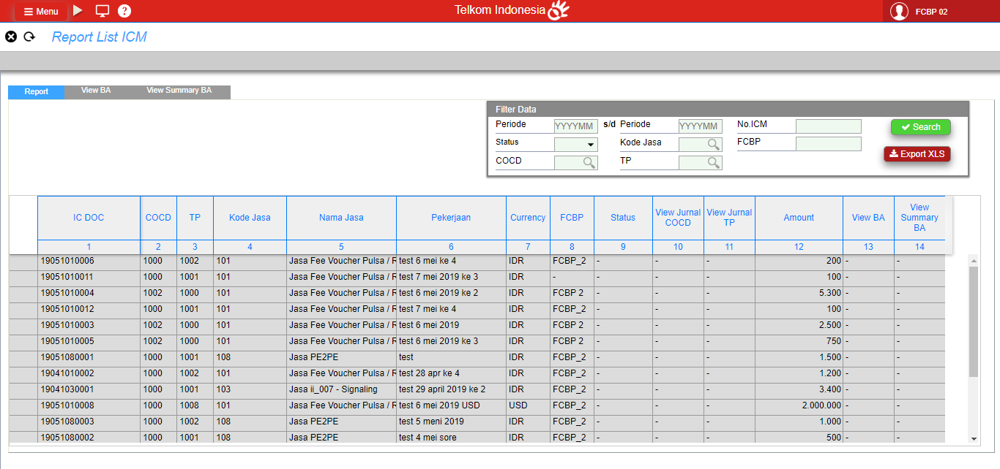 Menu
Telkom Indonesia
FCBP 02
Report List ICM
Report View BA View Summary BA
Filter Data
Periode YYYYMM s/d Periode YYYYMM No.ICM Search
Status Kode Jasa FCBP
COCD TP Export XLS
IC DOC COCD TP Kode Jasa Nama Jasa Pekerjaan Currency FCBP Status View Jurnal COCD View Jurnal TP Amount View BA View Summary BA
1 2 3 4 5 6 7 8 9 10 11 12 13 14
19051010006 1000 1002 101 Jasa Fee Voucher Pulsa / R test 6 mei ke 4 IDR FCBP_2 - - - 200 - -
19051010011 1000 1001 101 Jasa Fee Voucher Pulsa / R test 7 mei 2019 ke 3 IDR - - - - 100 - -
19051010004 1002 1000 101 Jasa Fee Voucher Pulsa / R test 6 mei 2019 ke 2 IDR FCBP 2 - - - 5.300 - -
19051010012 1000 1001 101 Jasa Fee Voucher Pulsa / R test 7 mei ke 4 IDR FCBP_2 - - - 100 - -
19051010003 1002 1000 101 Jasa Fee Voucher Pulsa / R test 6 mei 2019 IDR FCBP 2 - - - 2.500 - -
19051010005 1002 1000 101 Jasa Fee Voucher Pulsa / R test 6 mei 2019 ke 3 IDR FCBP 2 - - - 750 - -
19051080001 1000 1001 108 Jasa PE2PE test IDR FCBP_2 - - - 1.500 - -
19041010002 1000 1002 101 Jasa Fee Voucher Pulsa / R test 28 apr ke 4 IDR FCBP_2 - - - 1.200 - -
19041030001 1000 1001 103 Jasa ii_007 - Signaling test 29 april 2019 ke 2 IDR FCBP_2 - - - 3.400 - -
19051010008 1000 1008 101 Jasa Fee Voucher Pulsa / R test 6 mei 2019 USD USD FCBP_2 - - - 2.000.000 - -
19051080003 1000 1002 108 Jasa PE2PE test 5 meni 2019 IDR FCBP_2 - - - 1.000 - -
19051080002 1000 1001 108 Jasa PE2PE test 4 mei sore IDR FCBP_2 - - - 500 - -